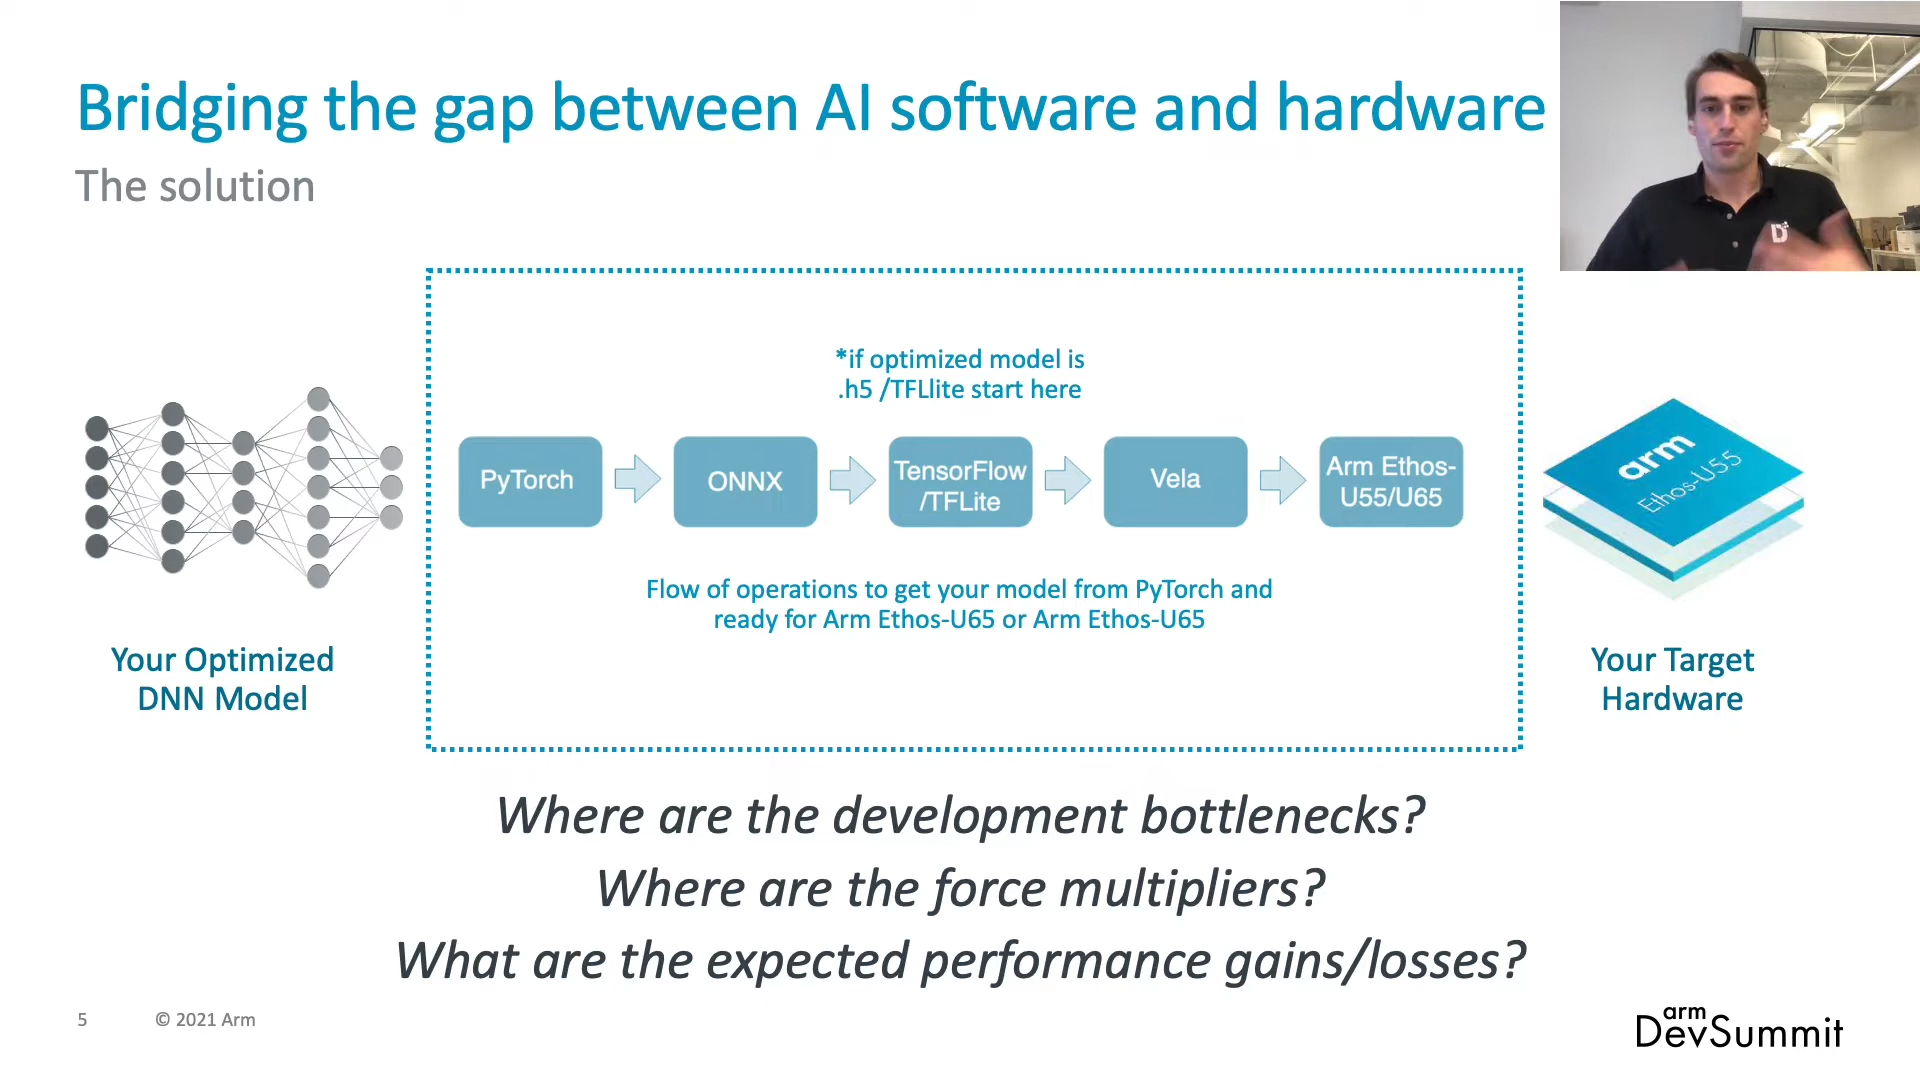 Bridging the gap between AI software and hardware
The solution
*if optimized model is
.h5 /TFLlite start here
PyTorch
ONNX
TensorFlow
/TFLite
Vela
Arm Ethos-
U55/U65
arm
Ethos-U55
Flow of operations to get your model from PyTorch and
ready for Arm Ethos-U65 or Arm Ethos-U65
Your Optimized
DNN Model
Your Target
Hardware
Where are the development bottlenecks?
Where are the force multipliers?
What are the expected performance gains/losses?
5
© 2021 Arm
arm
DevSummit
D